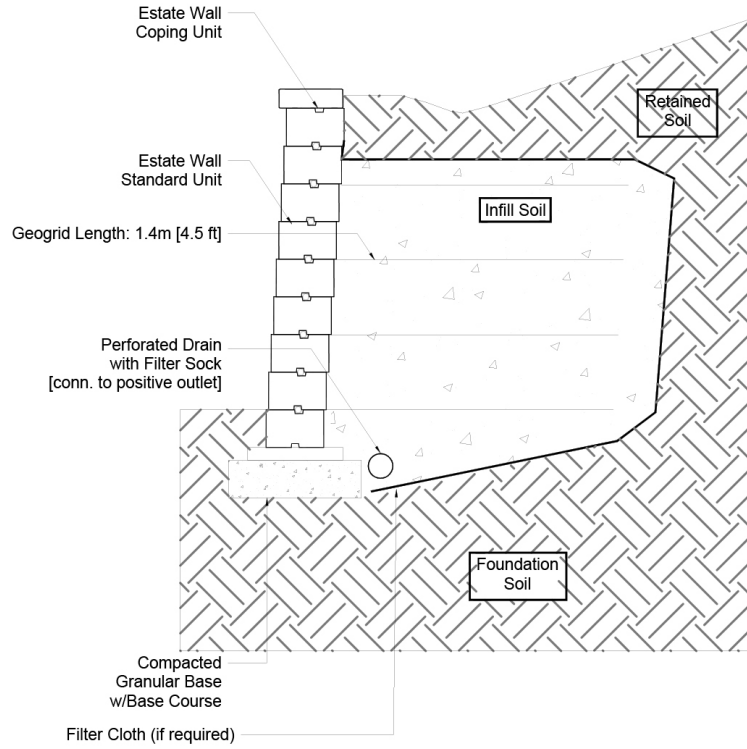 Estate Wall
Coping Unit
Retained
Soil
Estate Wall
Standard Unit
Infill Soil
Geogrid Length: 1.4m [4.5 ft]
Perforated Drain
with Filter Sock
[conn. to positive outlet]
Foundation
Soil
Compacted
Granular Base
w/Base Course
Filter Cloth (if required)